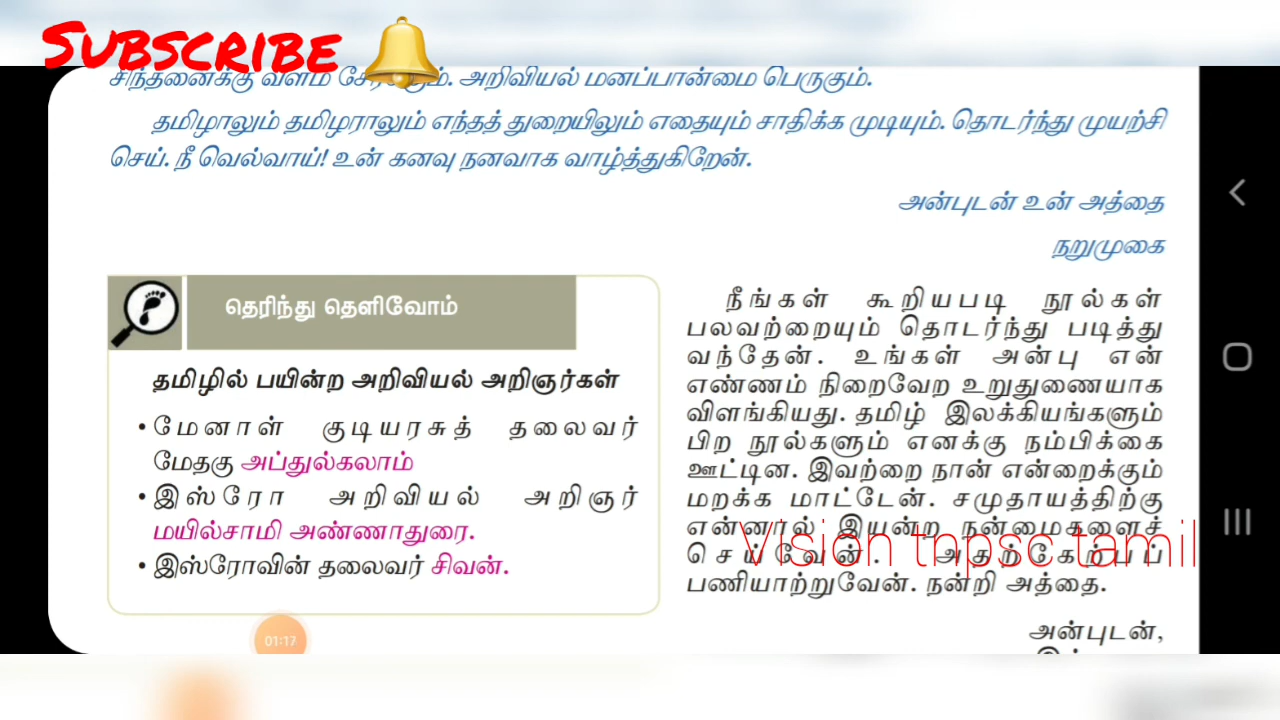 SUBSCRIBE
சிந்தனைக்கு வளம் சேர்க்கும். அறிவியல் மனப்பான்மை பெருகும்.
தமிழாலும் தமிழராலும் எந்தத் துறையிலும் எதையும் சாதிக்க முடியும். தொடர்ந்து முயற்சி
செய். நீ வெல்வாய்! உன் கனவு நனவாக வாழ்த்துகிறேன்.
அன்புடன் உன் அத்தை
நறுமுகை
தெரிந்து தெளிவோம்
தமிழில் பயின்ற அறிவியல் அறிஞர்கள்
• மேனாள் குடியரசுத் தலைவர்
மேதகு அப்துல்கலாம்
• இஸ்ரோ அறிவியல் அறிஞர்
மயில்சாமி அண்ணாதுரை.
• இஸ்ரோவின் தலைவர் சிவன்.
01:17
நீங்கள் கூறியபடி நூல்கள்
பலவற்றையும் தொடர்ந்து படித்து
வந்தேன். உங்கள் அன்பு என்
எண்ணம் நிறைவேற உறுதுணையாக
விளங்கியது. தமிழ் இலக்கியங்களும்
பிற நூல்களும் எனக்கு நம்பிக்கை
ஊட்டின. இவற்றை நான் என்றைக்கும்
மறக்க மாட்டேன். சமுதாயத்திற்கு
என்னால் இயன்ற நன்மைகளைச்
செய்வேன். அதற்கேற்பப்
பணியாற்றுவேன். நன்றி அத்தை.
Vision tnpsc tamil
அன்புடன்,